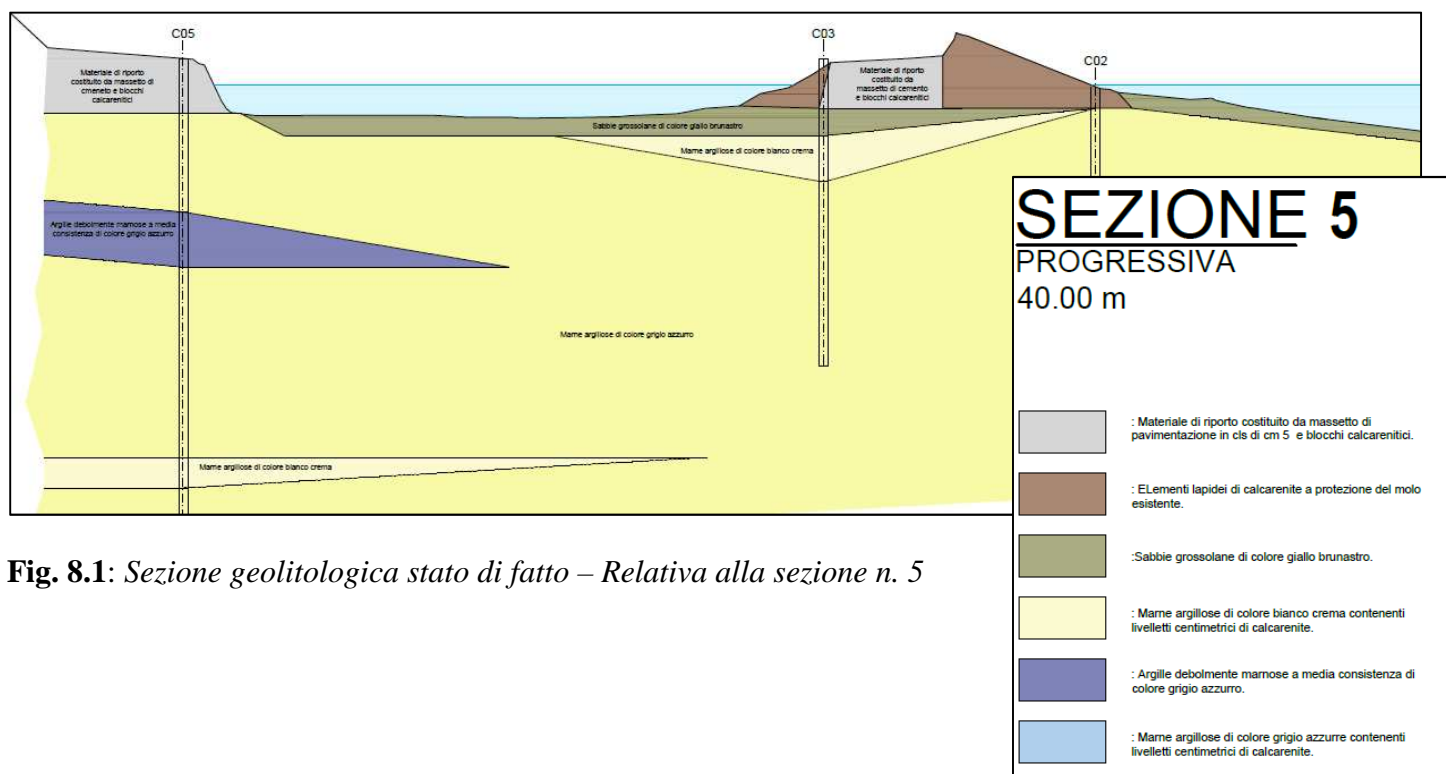 C05
C03
C02
Materiale di riporto
costituito da massetto di
cmeneto e blocchi
calcarenitici
Materiale di riporto
costituito da
massetto di cemento
e blocchi calcarenitici
Sabbie grossolane di colore giallo brunastro
Marne argillose di colore bianco crema
Argille debolmente marnose a media
consistenza di colore grigio azzurro
Marne argillose di colore grigio azzurro
Marne argillose di colore bianco crema
SEZIONE 5
PROGRESSIVA
40.00 m
: Materiale di riporto costituito da massetto di
pavimentazione in cls di cm 5 e blocchi calcarenitici.
: ELementi lapidei di calcarenite a protezione del molo
esistente.
:Sabbie grossolane di colore giallo brunastro.
: Marne argillose di colore bianco crema contenenti
livelletti centimetrici di calcarenite.
: Argille debolmente marnose a media consistenza di
colore grigio azzurro.
: Marne argillose di colore grigio azzurre contenenti
livelletti centimetrici di calcarenite.
Fig. 8.1: Sezione geolitologica stato di fatto – Relativa alla sezione n. 5